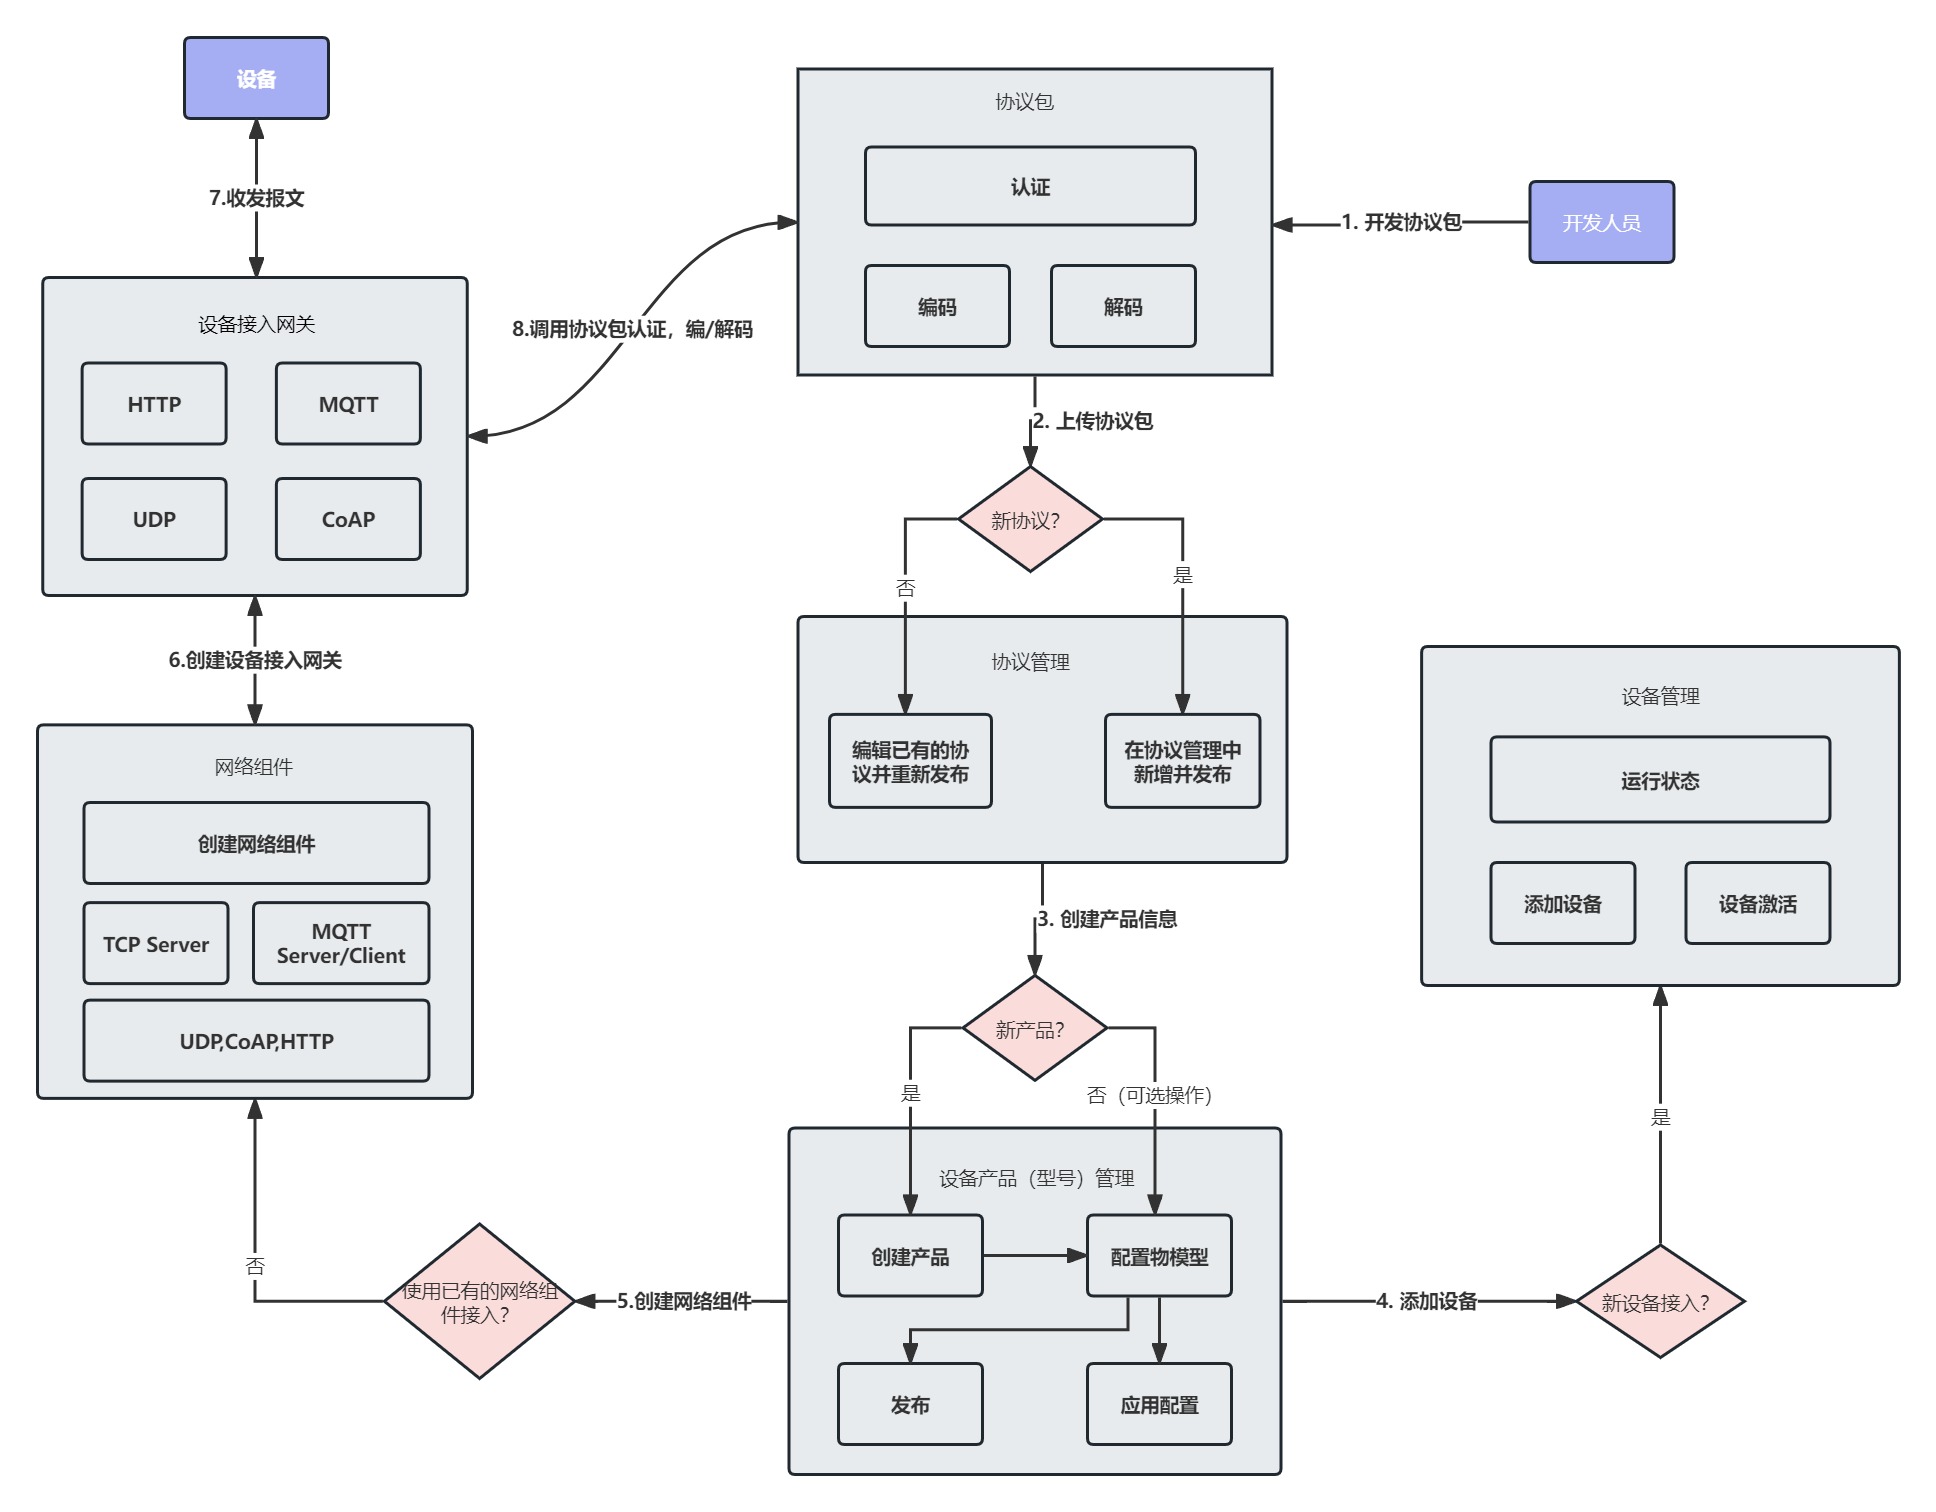 设备
协议包
认证
编码
解码
1. 开发协议包
开发人员
7.收发报文
设备接入网关
HTTP
MQTT
UDP
CoAP
8.调用协议包认证，编/解码
2. 上传协议包
新协议?
否
是
协议管理
编辑已有的协
议并重新发布
在协议管理中
新增并发布
6.创建设备接入网关
网络组件
创建网络组件
TCP Server
MQTT
Server/Client
UDP,CoAP,HTTP
设备管理
运行状态
添加设备
设备激活
3. 创建产品信息
新产品?
是
否（可选操作）
设备产品（型号）管理
创建产品
配置物模型
发布
应用配置
否
使用已有的网络组
件接入?
5.创建网络组件
4. 添加设备
新设备接入?
是